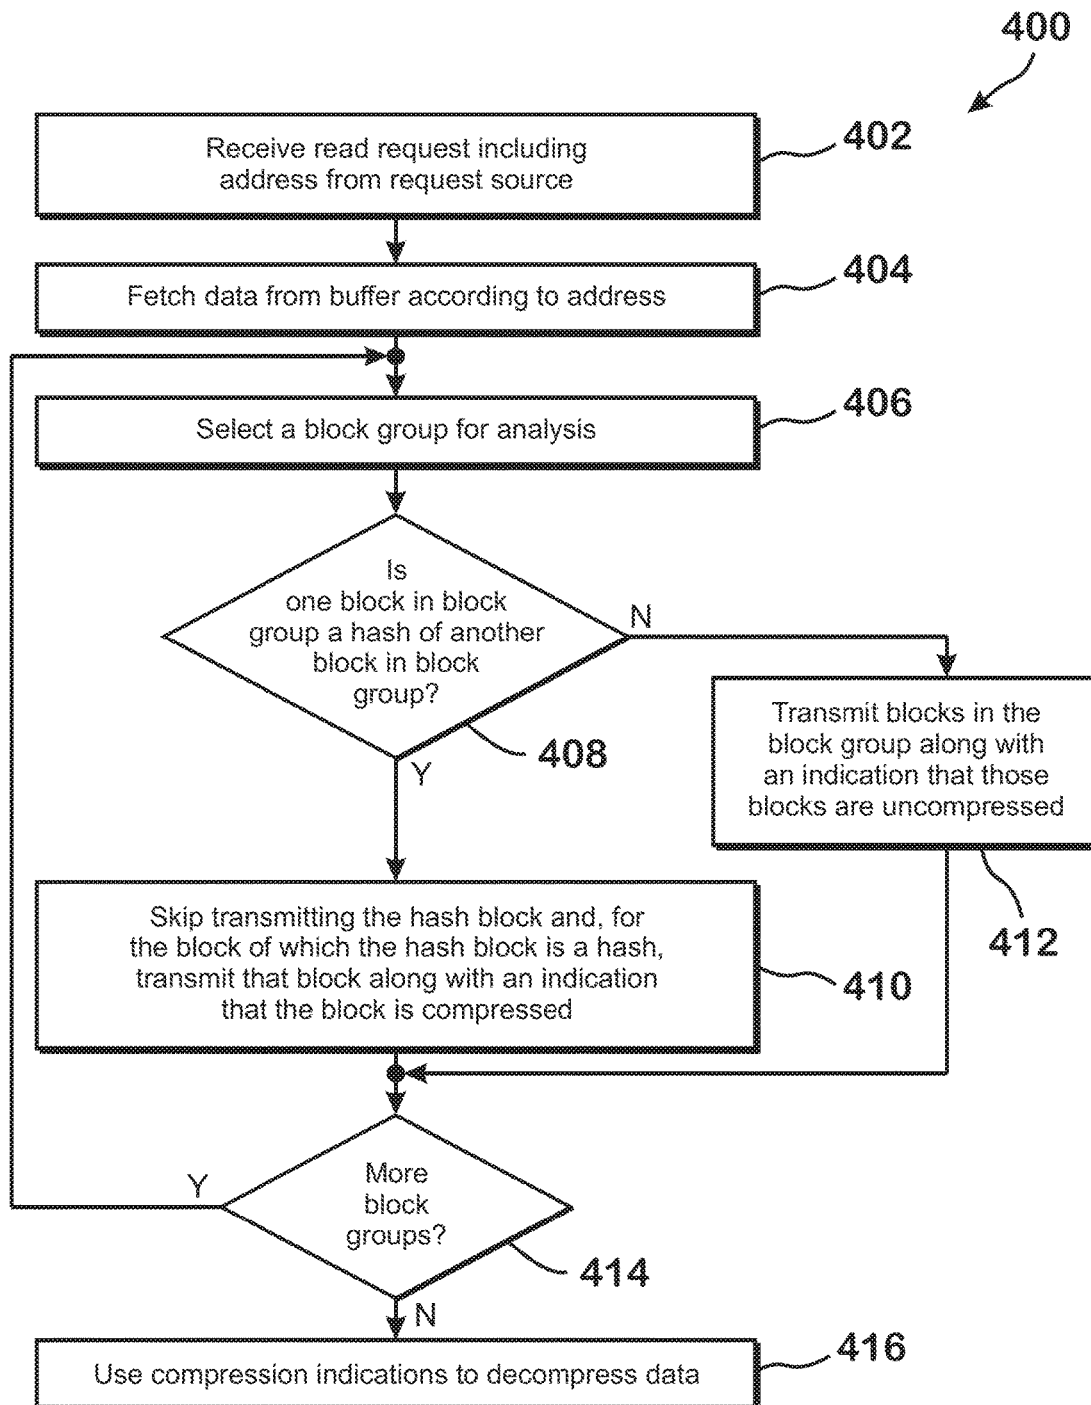 400
Receive read request including
address from request source
402
Fetch data from buffer according to address
404
Select a block group for analysis
406
Is
one block in block
group a hash of another
block in block
group?
N
Y
408
Transmit blocks in the
block group along with
an indication that those
blocks are uncompressed
412
Skip transmitting the hash block and, for
the block of which the hash block is a hash,
transmit that block along with an indication
that the block is compressed
410
More
block
groups?
Y
N
414
Use compression indications to decompress data
416